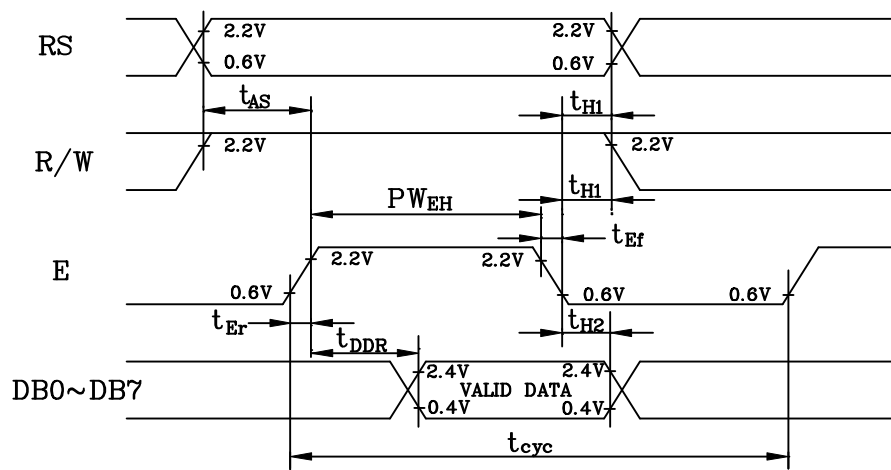 RS
2.2V
2.2V
0.6V
0.6V
tAS
tH1
R/W
2.2V
2.2V
PWEH
tH1
tEf
E
2.2V
2.2V
0.6V
0.6V
0.6V
tEr
tDDR
tH2
DB0~DB7
2.4V
VALID DATA
2.4V
0.4V
0.4V
tcyc